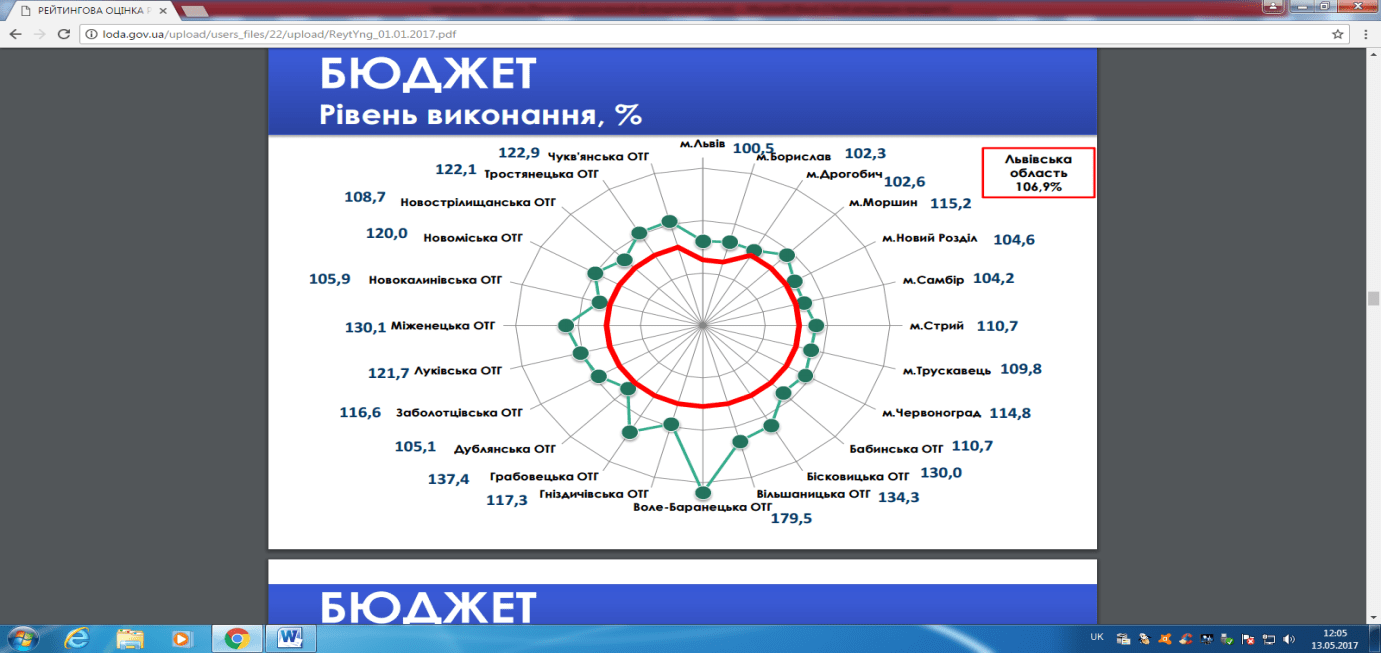 РЕЙТИНГОВА ОЦІНКА Р
loda.gov.ua/upload/users_files/22/upload/ReytYng_01.01.2017.pdf
БЮДЖЕТ
Рівень виконання, %
Львівська
область
106,9%
м.Львів 100,5
м.Борислав 102,3
м.Дрогобич 102,6
м.Моршин 115,2
м.Новий Розділ 104,6
м.Самбір 104,2
м.Стрий 110,7
м.Трускавець 109,8
м.Червоноград 114,8
Бабинська ОТГ 110,7
Бісковицька ОТГ 130,0
Вільшаницька ОТГ 134,3
Воле-Баранецька ОТГ 179,5
Гніздичівська ОТГ 117,3
Грабовецька ОТГ 137,4
Дублянська ОТГ 105,1
Заболотцівська ОТГ 116,6
Луківська ОТГ 121,7
Міженецька ОТГ 130,1
Новокалинівська ОТГ 105,9
Новоміська ОТГ 120,0
Новострілищанська ОТГ 108,7
Тростянецька ОТГ 122,1
Чукв'янська ОТГ 122,9
БЮДЖЕТ
UK
12:05
13.05.2017